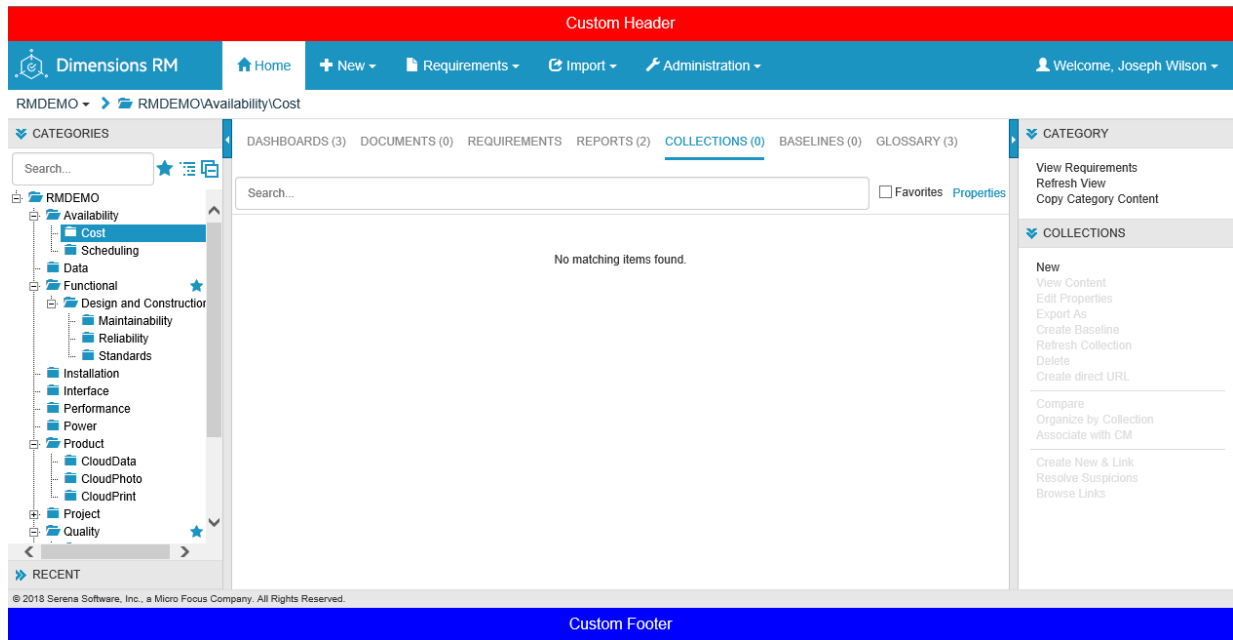 Custom Header
Dimensions RM Home New Requirements Import Administration Welcome, Joseph Wilson
RMDEMO RMDEMO\Availability\Cost
CATEGORIES
Search...
RMDEMO
Availability
Cost
Scheduling
Data
Functional
Design and Construction
Maintainability
Reliability
Standards
Installation
Interface
Performance
Power
Product
CloudData
CloudPhoto
CloudPrint
Project
Quality
RECENT
DASHBOARDS (3) DOCUMENTS (0) REQUIREMENTS REPORTS (2) COLLECTIONS (0) BASELINES (0) GLOSSARY (3)
Search... Favorites Properties
No matching items found.
CATEGORY
View Requirements
Refresh View
Copy Category Content
COLLECTIONS
New
View Content
Edit Properties
Export As
Create Baseline
Refresh Collection
Delete
Create direct URL
Compare
Organize by Collection
Associate with CM
Create New & Link
Resolve Suspicions
Browse Links
© 2018 Serena Software, Inc., a Micro Focus Company. All Rights Reserved.
Custom Footer